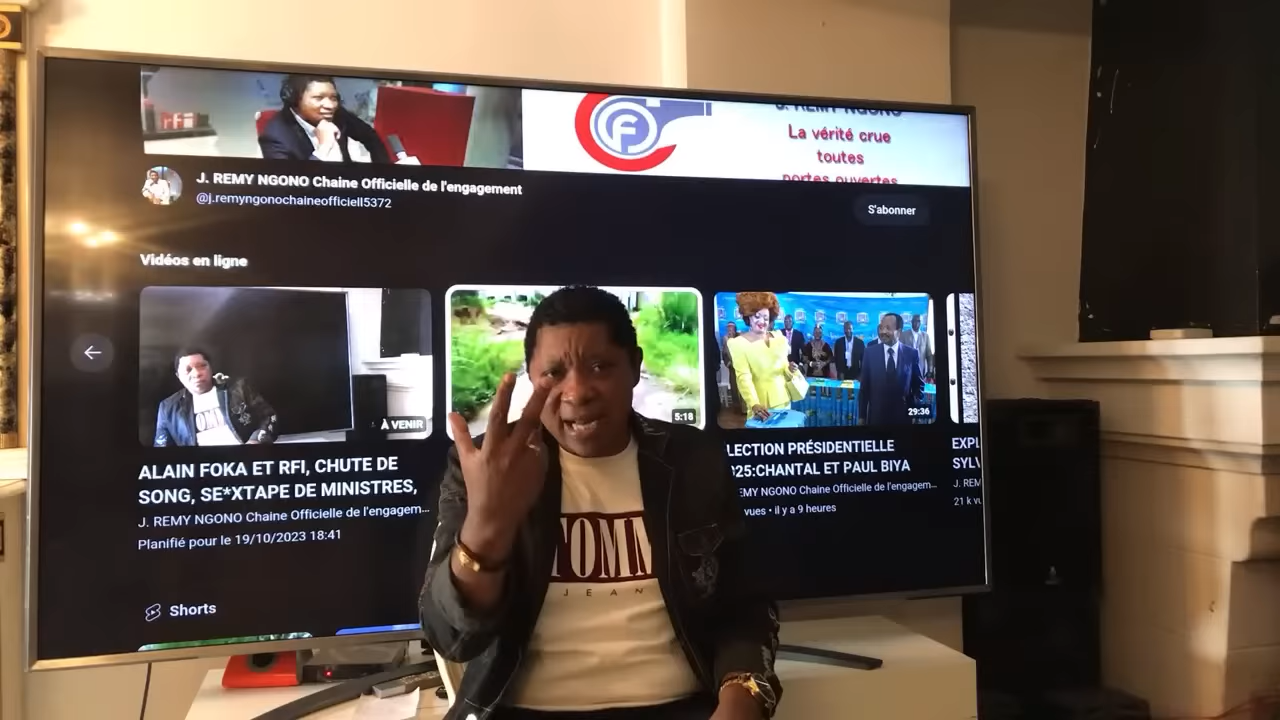 rfi
J. REMY NGONO
La vérité crue
toutes
portes ouvertes
J. REMY NGONO Chaine Officielle de l'engagement
@j.remyngonochaineofficiell5372
S'abonner
Vidéos en ligne
À VENIR
5:18
29:36
ALAIN FOKA ET RFI, CHUTE DE
SONG, SE*XTAPE DE MINISTRES,
J. REMY NGONO Chaine Officielle de l'engagem...
Planifié pour le 19/10/2023 18:41
LECTION PRÉSIDENTIELLE
25:CHANTAL ET PAUL BIYA
EMY NGONO Chaine Officielle de l'engagem...
vues • il y a 9 heures
EXPL
SYLV
J. REM
21 k vu
Shorts
TOMM
JEAN